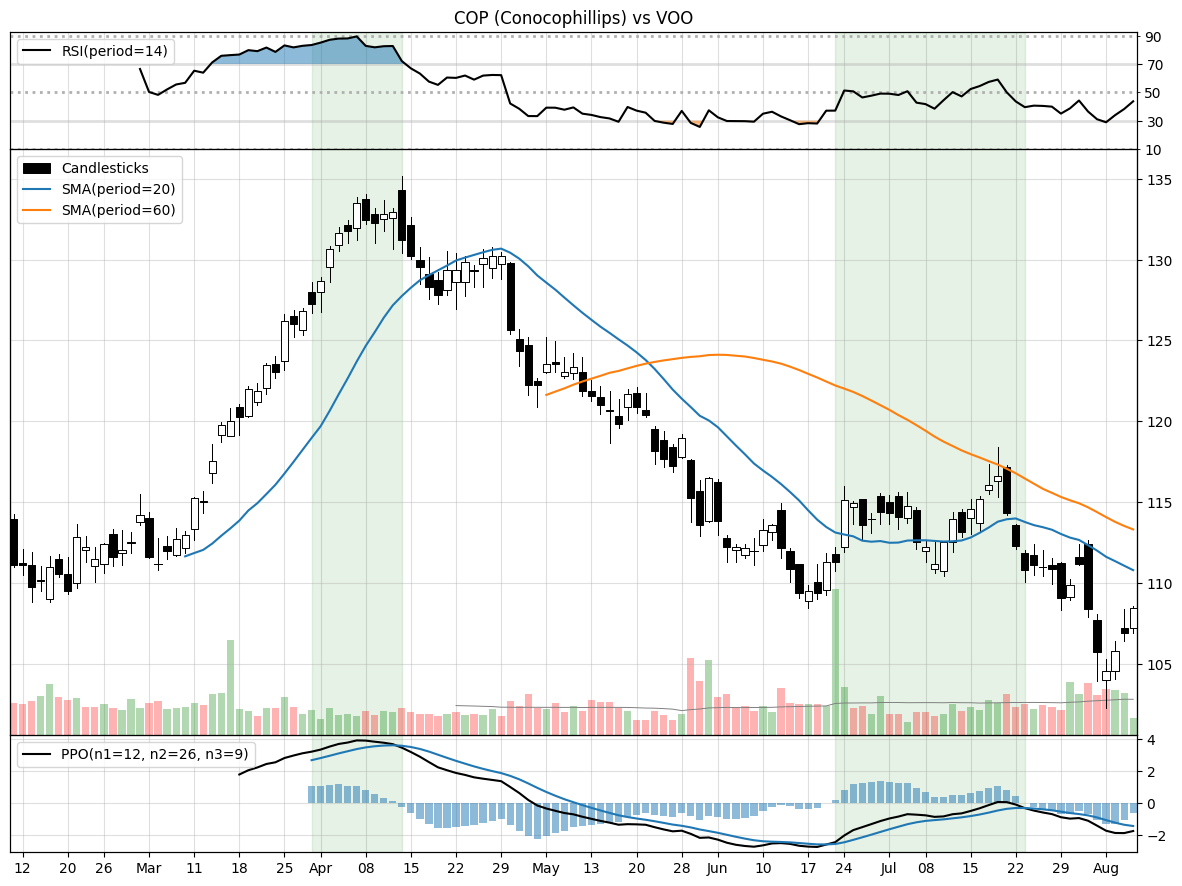 COP (Conocophillips) vs VOO
RSI(period=14)
90
70
50
30
10
Candlesticks
SMA(period=20)
SMA(period=60)
135
130
125
120
115
110
105
PPO(n1=12, n2=26, n3=9)
4
2
0
−2
12 20 26 Mar 11 18 25 Apr 08 15 22 29 May 13 20 28 Jun 10 17 24 Jul 08 15 22 29 Aug